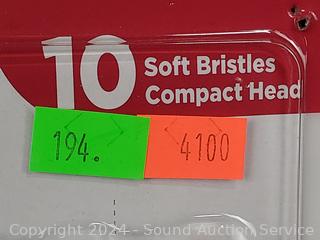 10
Soft Bristles
Compact Head
194.
4100
Copyright 2024 - Sound Auction Service